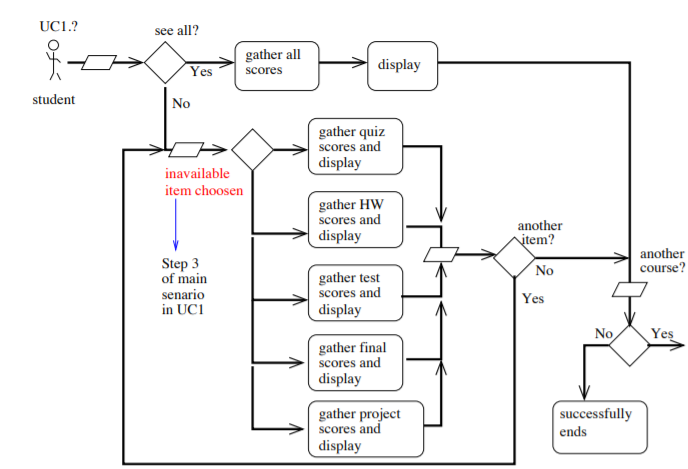 UC1.?
see all?
student
Yes
No
gather all
scores
display
inavailable
item choosen
Step 3
of main
senario
in UC1
gather quiz
scores and
display
gather HW
scores and
display
gather test
scores and
display
gather final
scores and
display
gather project
scores and
display
another
item?
No
Yes
another
course?
No
Yes
successfully
ends